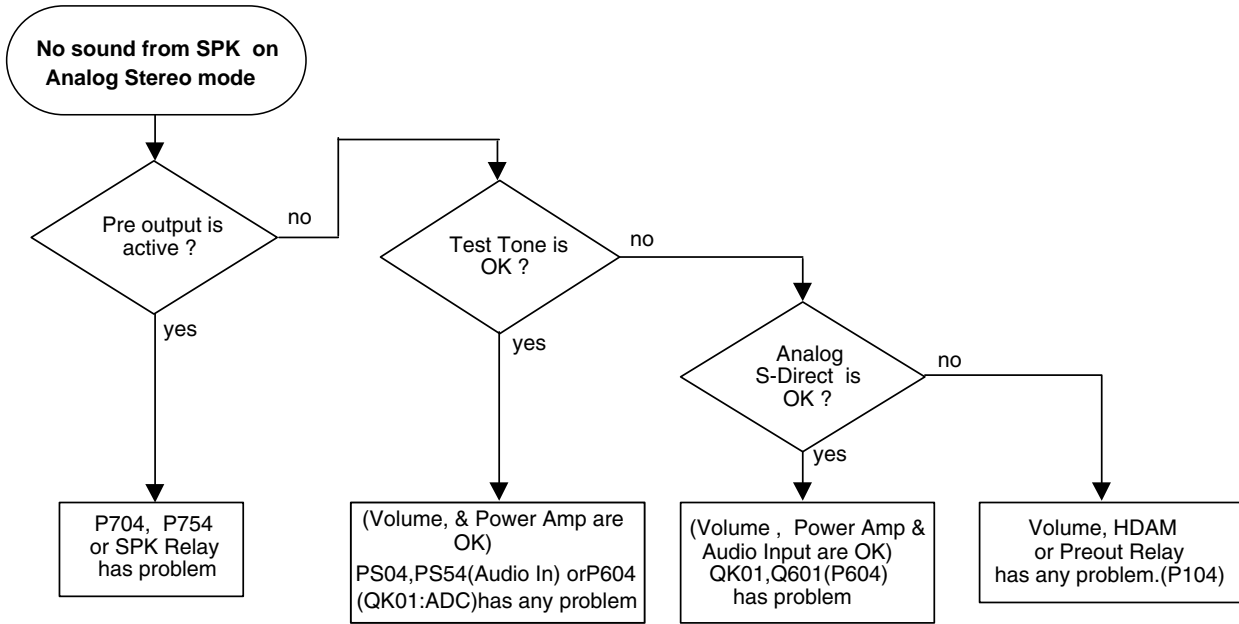 No sound from SPK on
Analog Stereo mode
Pre output is
active ?
no
yes
Test Tone is
OK ?
no
yes
Analog
S-Direct is
OK ?
no
yes
P704, P754
or SPK Relay
has problem
(Volume, & Power Amp are
OK)
PS04,PS54(Audio In) orP604
(QK01:ADC)has any problem
(Volume , Power Amp &
Audio Input are OK)
QK01,Q601(P604)
has problem
Volume, HDAM
or Preout Relay
has any problem.(P104)